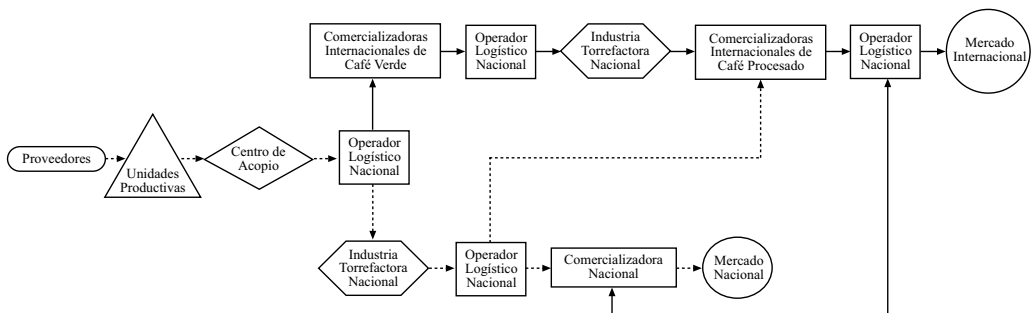 Comercializadoras
Internacionales de
Café Verde
Operador
Logístico
Nacional
Industria
Torrefactora
Nacional
Comercializadoras
Internacionales de
Café Procesado
Operador
Logístico
Nacional
Mercado
Internacional
Proveedores
Unidades
Productivas
Centro de
Acopio
Operador
Logístico
Nacional
Industria
Torrefactora
Nacional
Operador
Logístico
Nacional
Comercializadora
Nacional
Mercado
Nacional